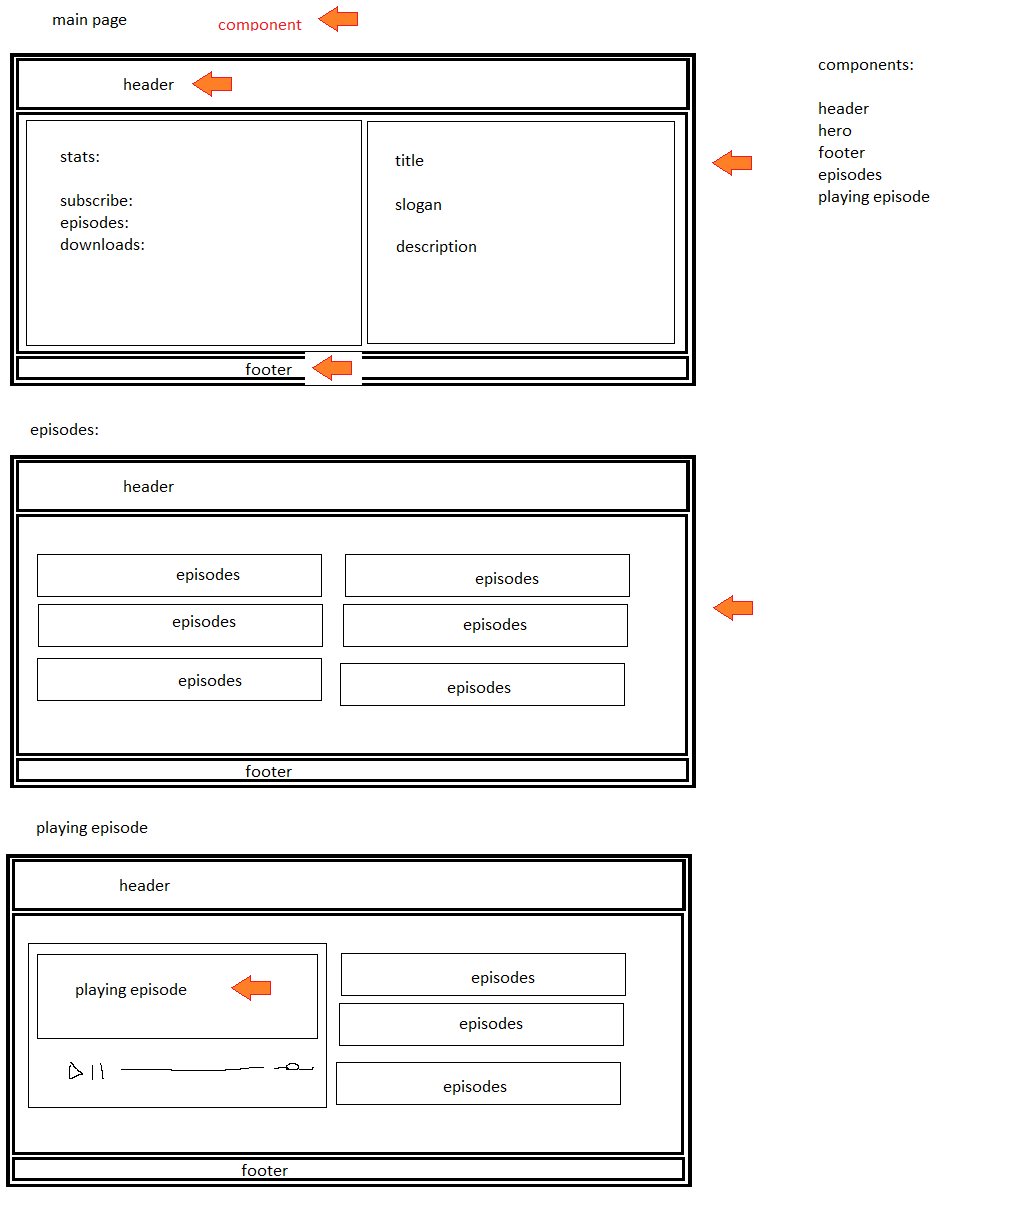 main page
component
components:
header
hero
footer
episodes
playing episode
header
stats:
subscribe:
episodes:
downloads:
title
slogan
description
footer
episodes:
header
episodes
episodes
episodes
episodes
episodes
episodes
footer
playing episode
header
playing episode
episodes
episodes
episodes
footer